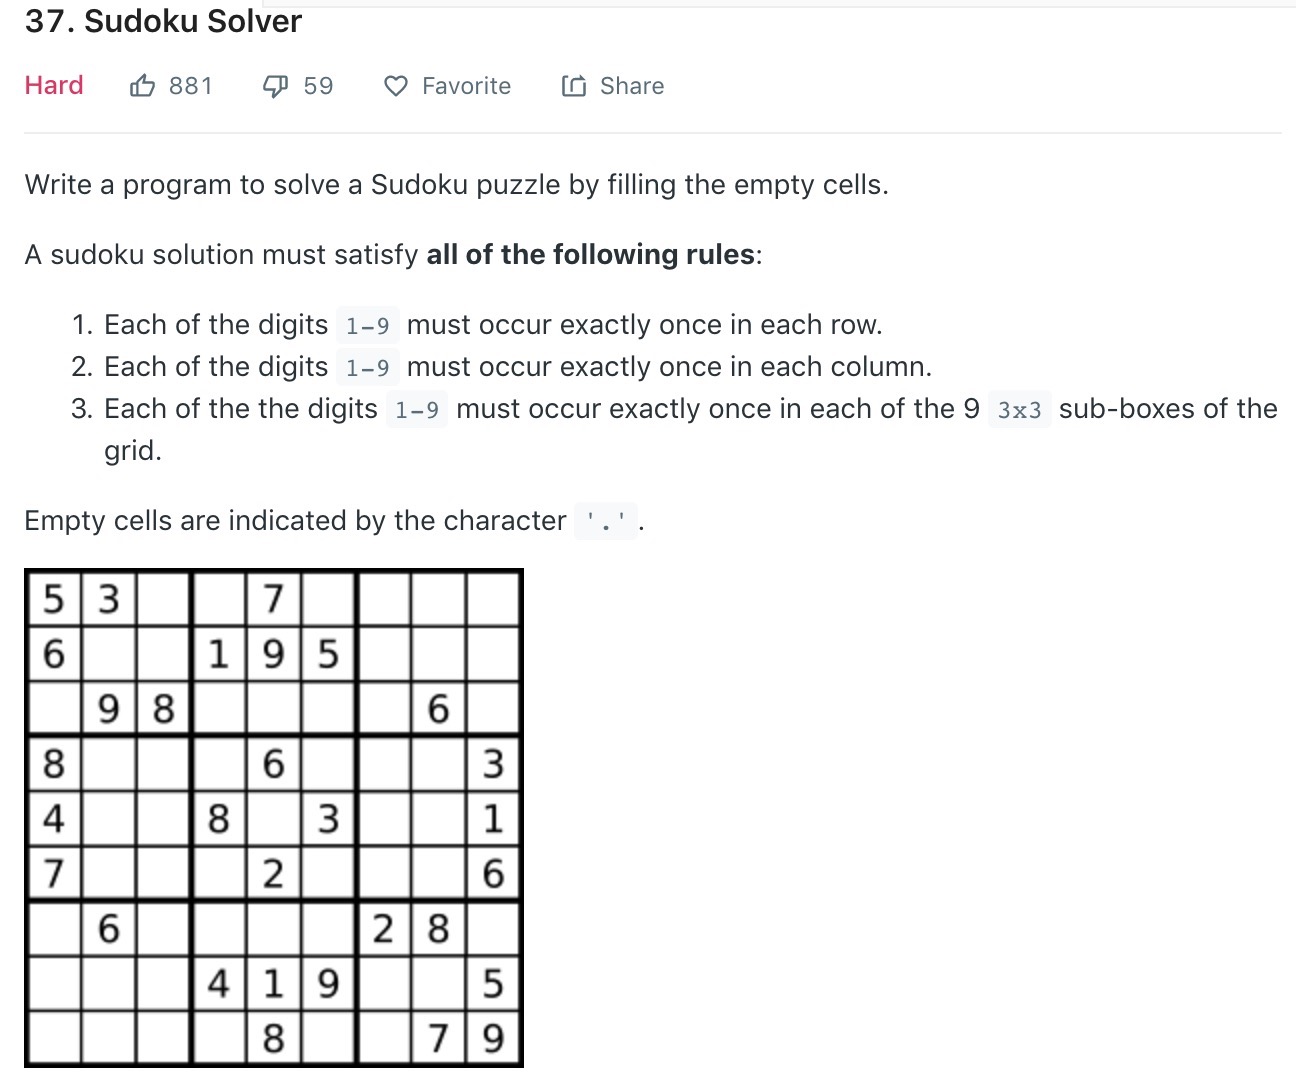 37. Sudoku Solver
Hard 881 59 Favorite Share
Write a program to solve a Sudoku puzzle by filling the empty cells.
A sudoku solution must satisfy all of the following rules:
1. Each of the digits 1-9 must occur exactly once in each row.
2. Each of the digits 1-9 must occur exactly once in each column.
3. Each of the the digits 1-9 must occur exactly once in each of the 9 3x3 sub-boxes of the
grid.
Empty cells are indicated by the character '.'.
5 3 7
6 1 9 5
9 8 6
8 6 3
4 8 3 1
7 2 6
6 2 8
4 1 9 5
8 7 9